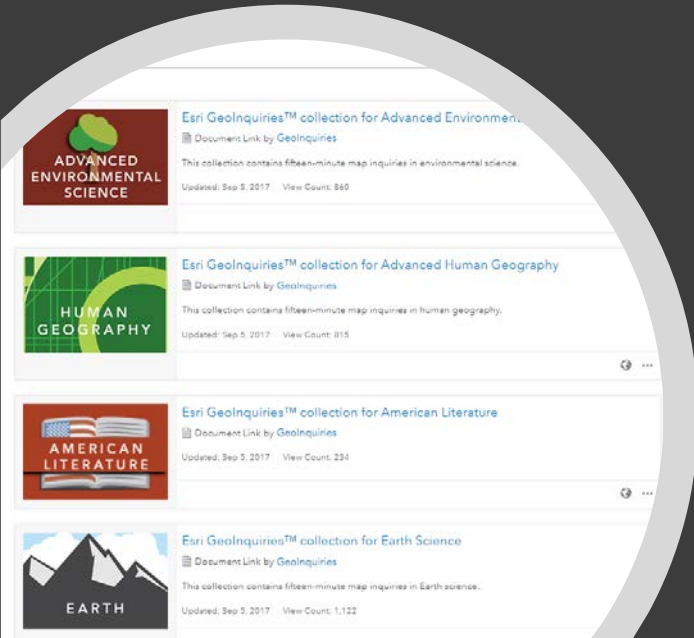 ADVANCED
ENVIRONMENTAL
SCIENCE
Esri GeoInquiries™ collection for Advanced Environmen
Document Link by GeoInquiries
This collection contains fifteen-minute map inquiries in environmental science.
Updated: Sep 5, 2017 View Count: 860
HUMAN
GEOGRAPHY
Esri GeoInquiries™ collection for Advanced Human Geography
Document Link by GeoInquiries
This collection contains fifteen-minute map inquiries in human geography.
Updated: Sep 5, 2017 View Count: 815
AMERICAN
LITERATURE
Esri GeoInquiries™ collection for American Literature
Document Link by GeoInquiries
Updated: Sep 5, 2017 View Count: 234
EARTH
Esri GeoInquiries™ collection for Earth Science
Document Link by GeoInquiries
This collection contains fifteen-minute map inquiries in Earth science.
Updated: Sep 5, 2017 View Count: 1,122